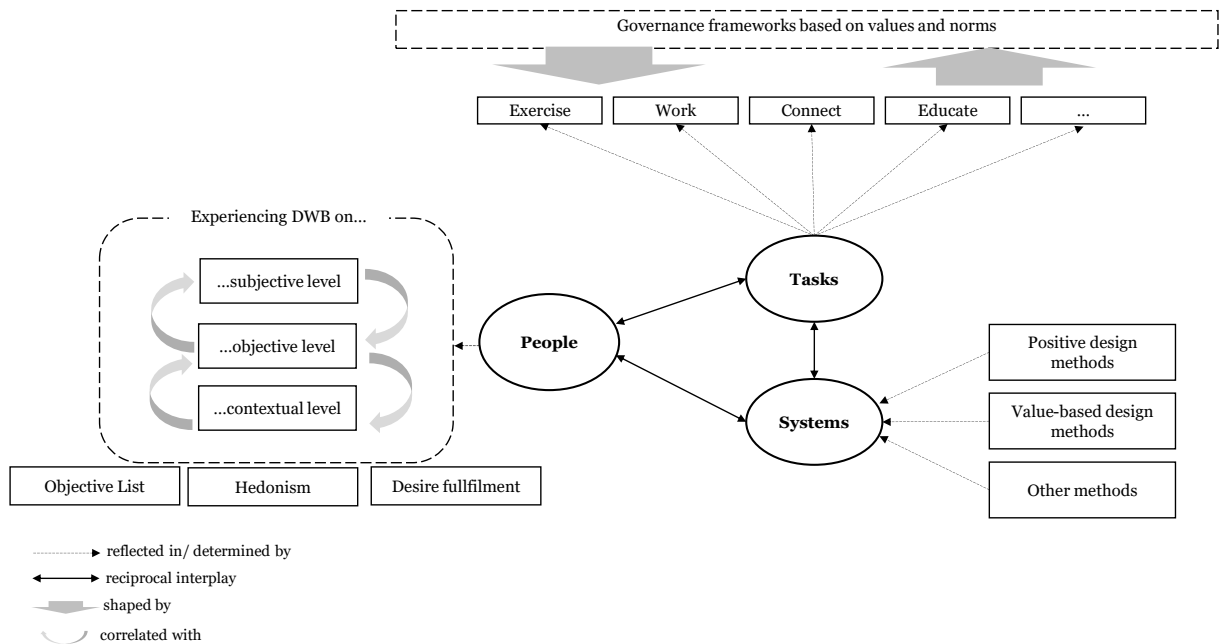 Governance frameworks based on values and norms
Exercise
Work
Connect
Educate
...
Experiencing DWB on...
...subjective level
...objective level
...contextual level
People
Tasks
Systems
Positive design
methods
Value-based design
methods
Other methods
Objective List
Hedonism
Desire fullfilment
reflected in/ determined by
reciprocal interplay
shaped by
correlated with